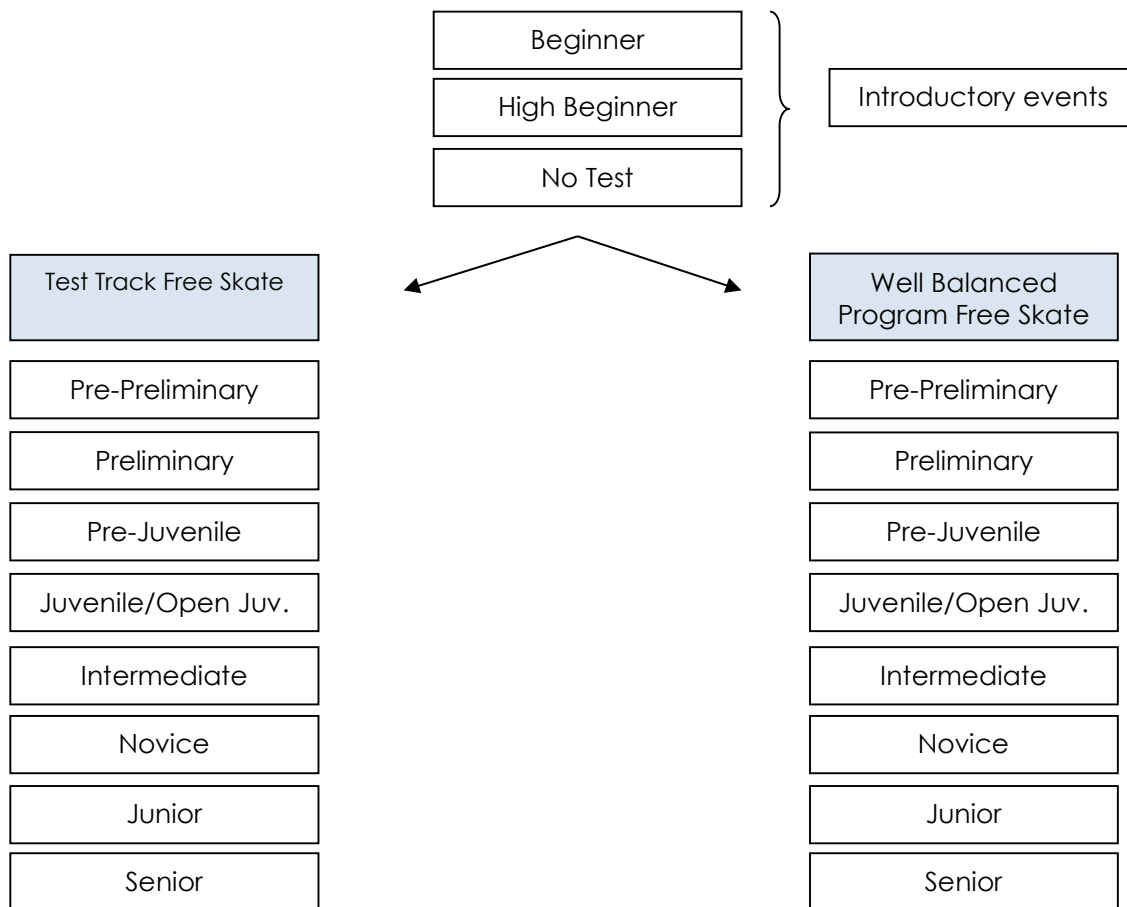 Beginner
High Beginner
No Test
Introductory events
Test Track Free Skate
Pre-Preliminary
Preliminary
Pre-Juvenile
Juvenile/Open Juv.
Intermediate
Novice
Junior
Senior
Well Balanced
Program Free Skate
Pre-Preliminary
Preliminary
Pre-Juvenile
Juvenile/Open Juv.
Intermediate
Novice
Junior
Senior